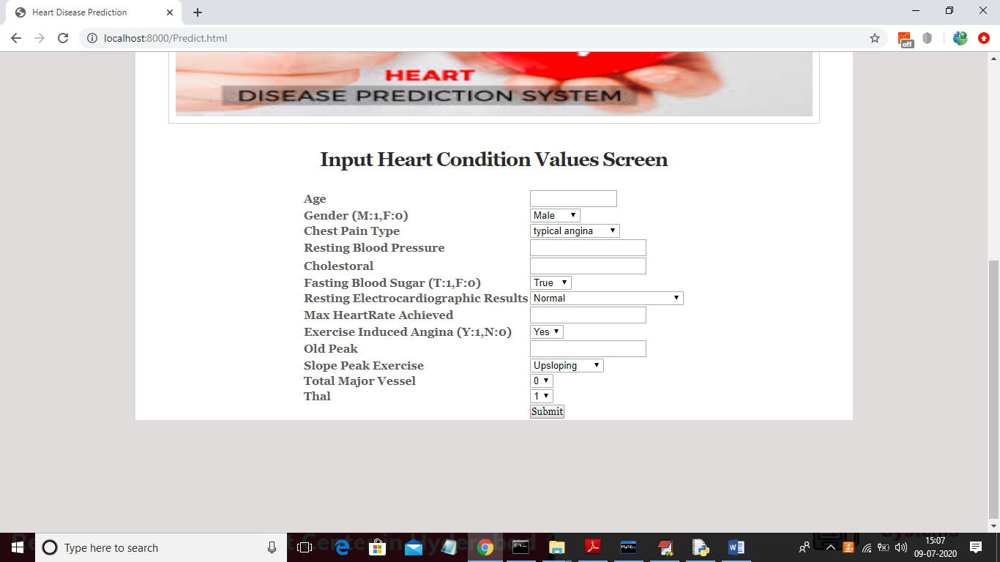 Heart Disease Prediction
localhost:8000/Predict.html
off
HEART
DISEASE PREDICTION SYSTEM
Input Heart Condition Values Screen
Age
Gender (M:1,F:0) Male
Chest Pain Type typical angina
Resting Blood Pressure
Cholestoral
Fasting Blood Sugar (T:1,F:0) True
Resting Electrocardiographic Results Normal
Max HeartRate Achieved
Exercise Induced Angina (Y:1,N:0) Yes
Old Peak
Slope Peak Exercise Upsloping
Total Major Vessel 0
Thal 1
Submit
Systems
Type here to search
15:07
09-07-2020